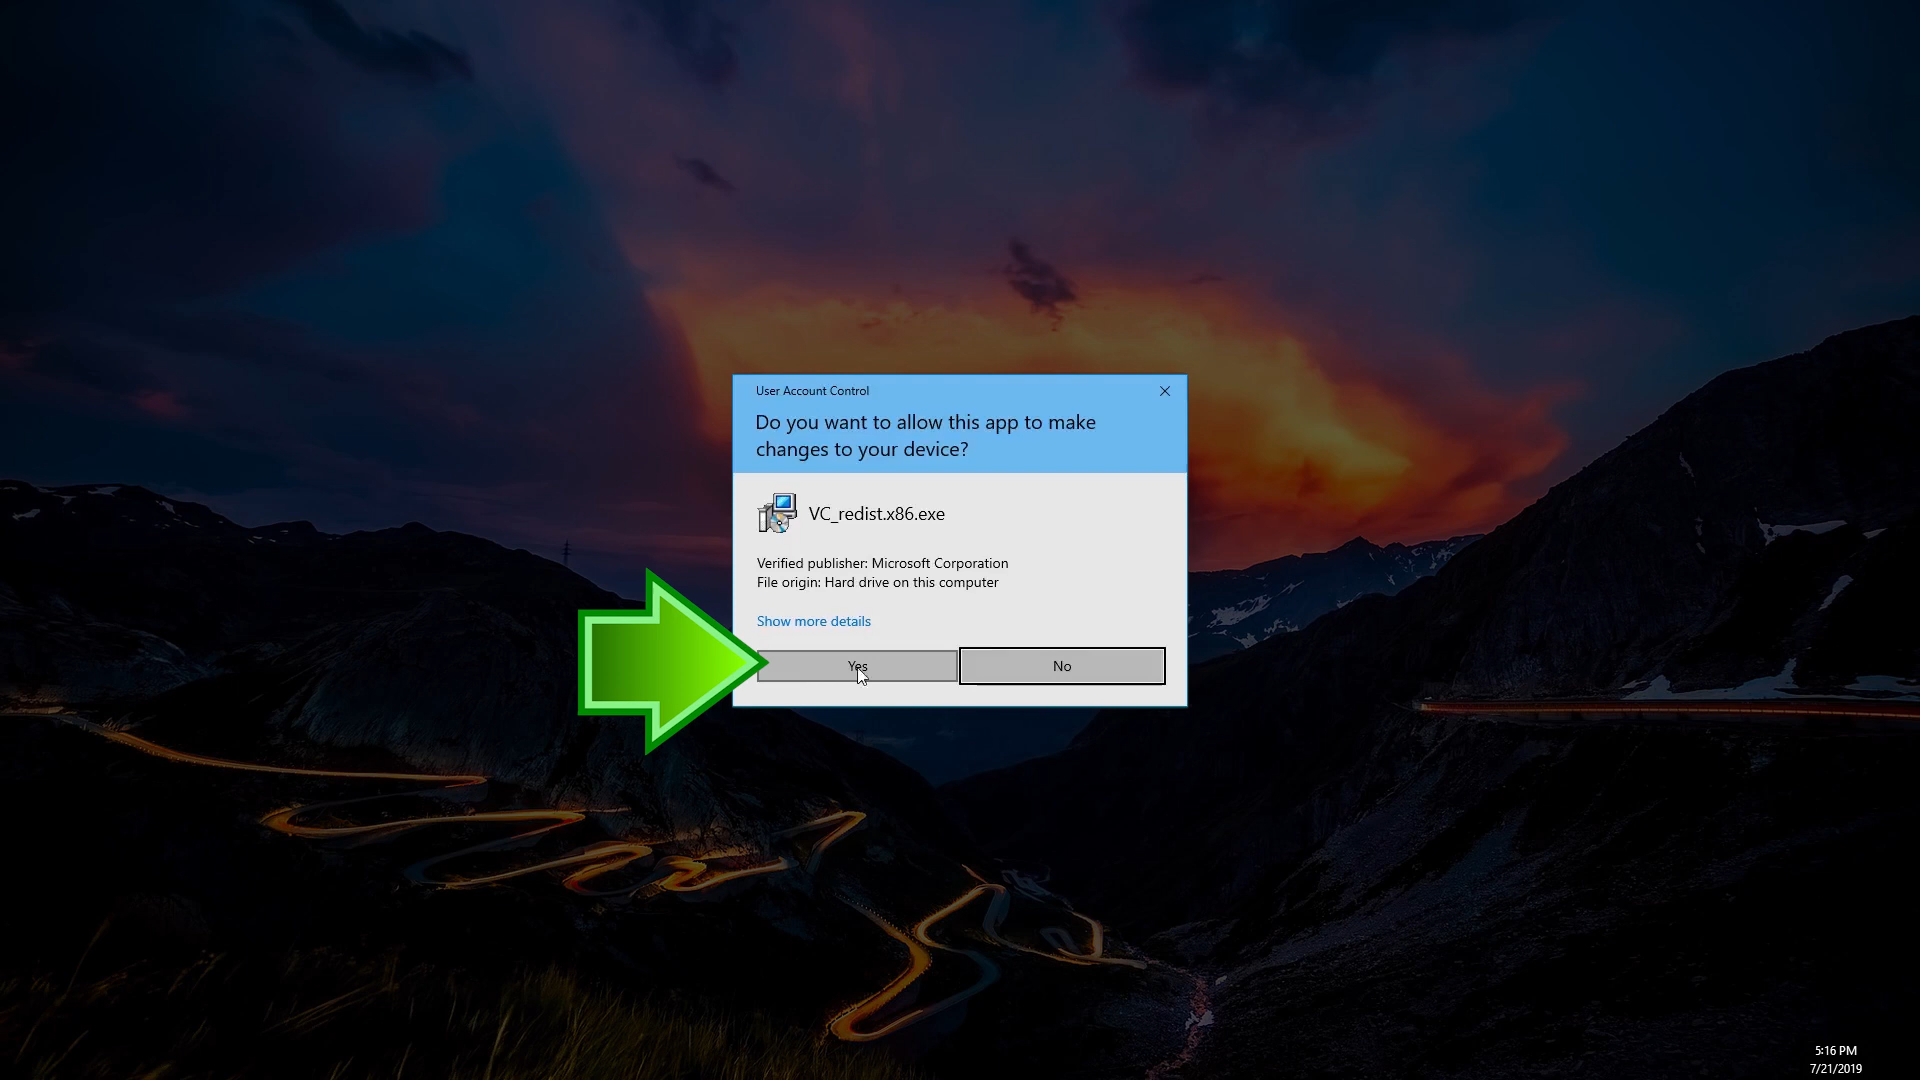 User Account Control
Do you want to allow this app to make
changes to your device?
VC_redist.x86.exe
Verified publisher: Microsoft Corporation
File origin: Hard drive on this computer
Show more details
Yes
No
5:16 PM
7/21/2019